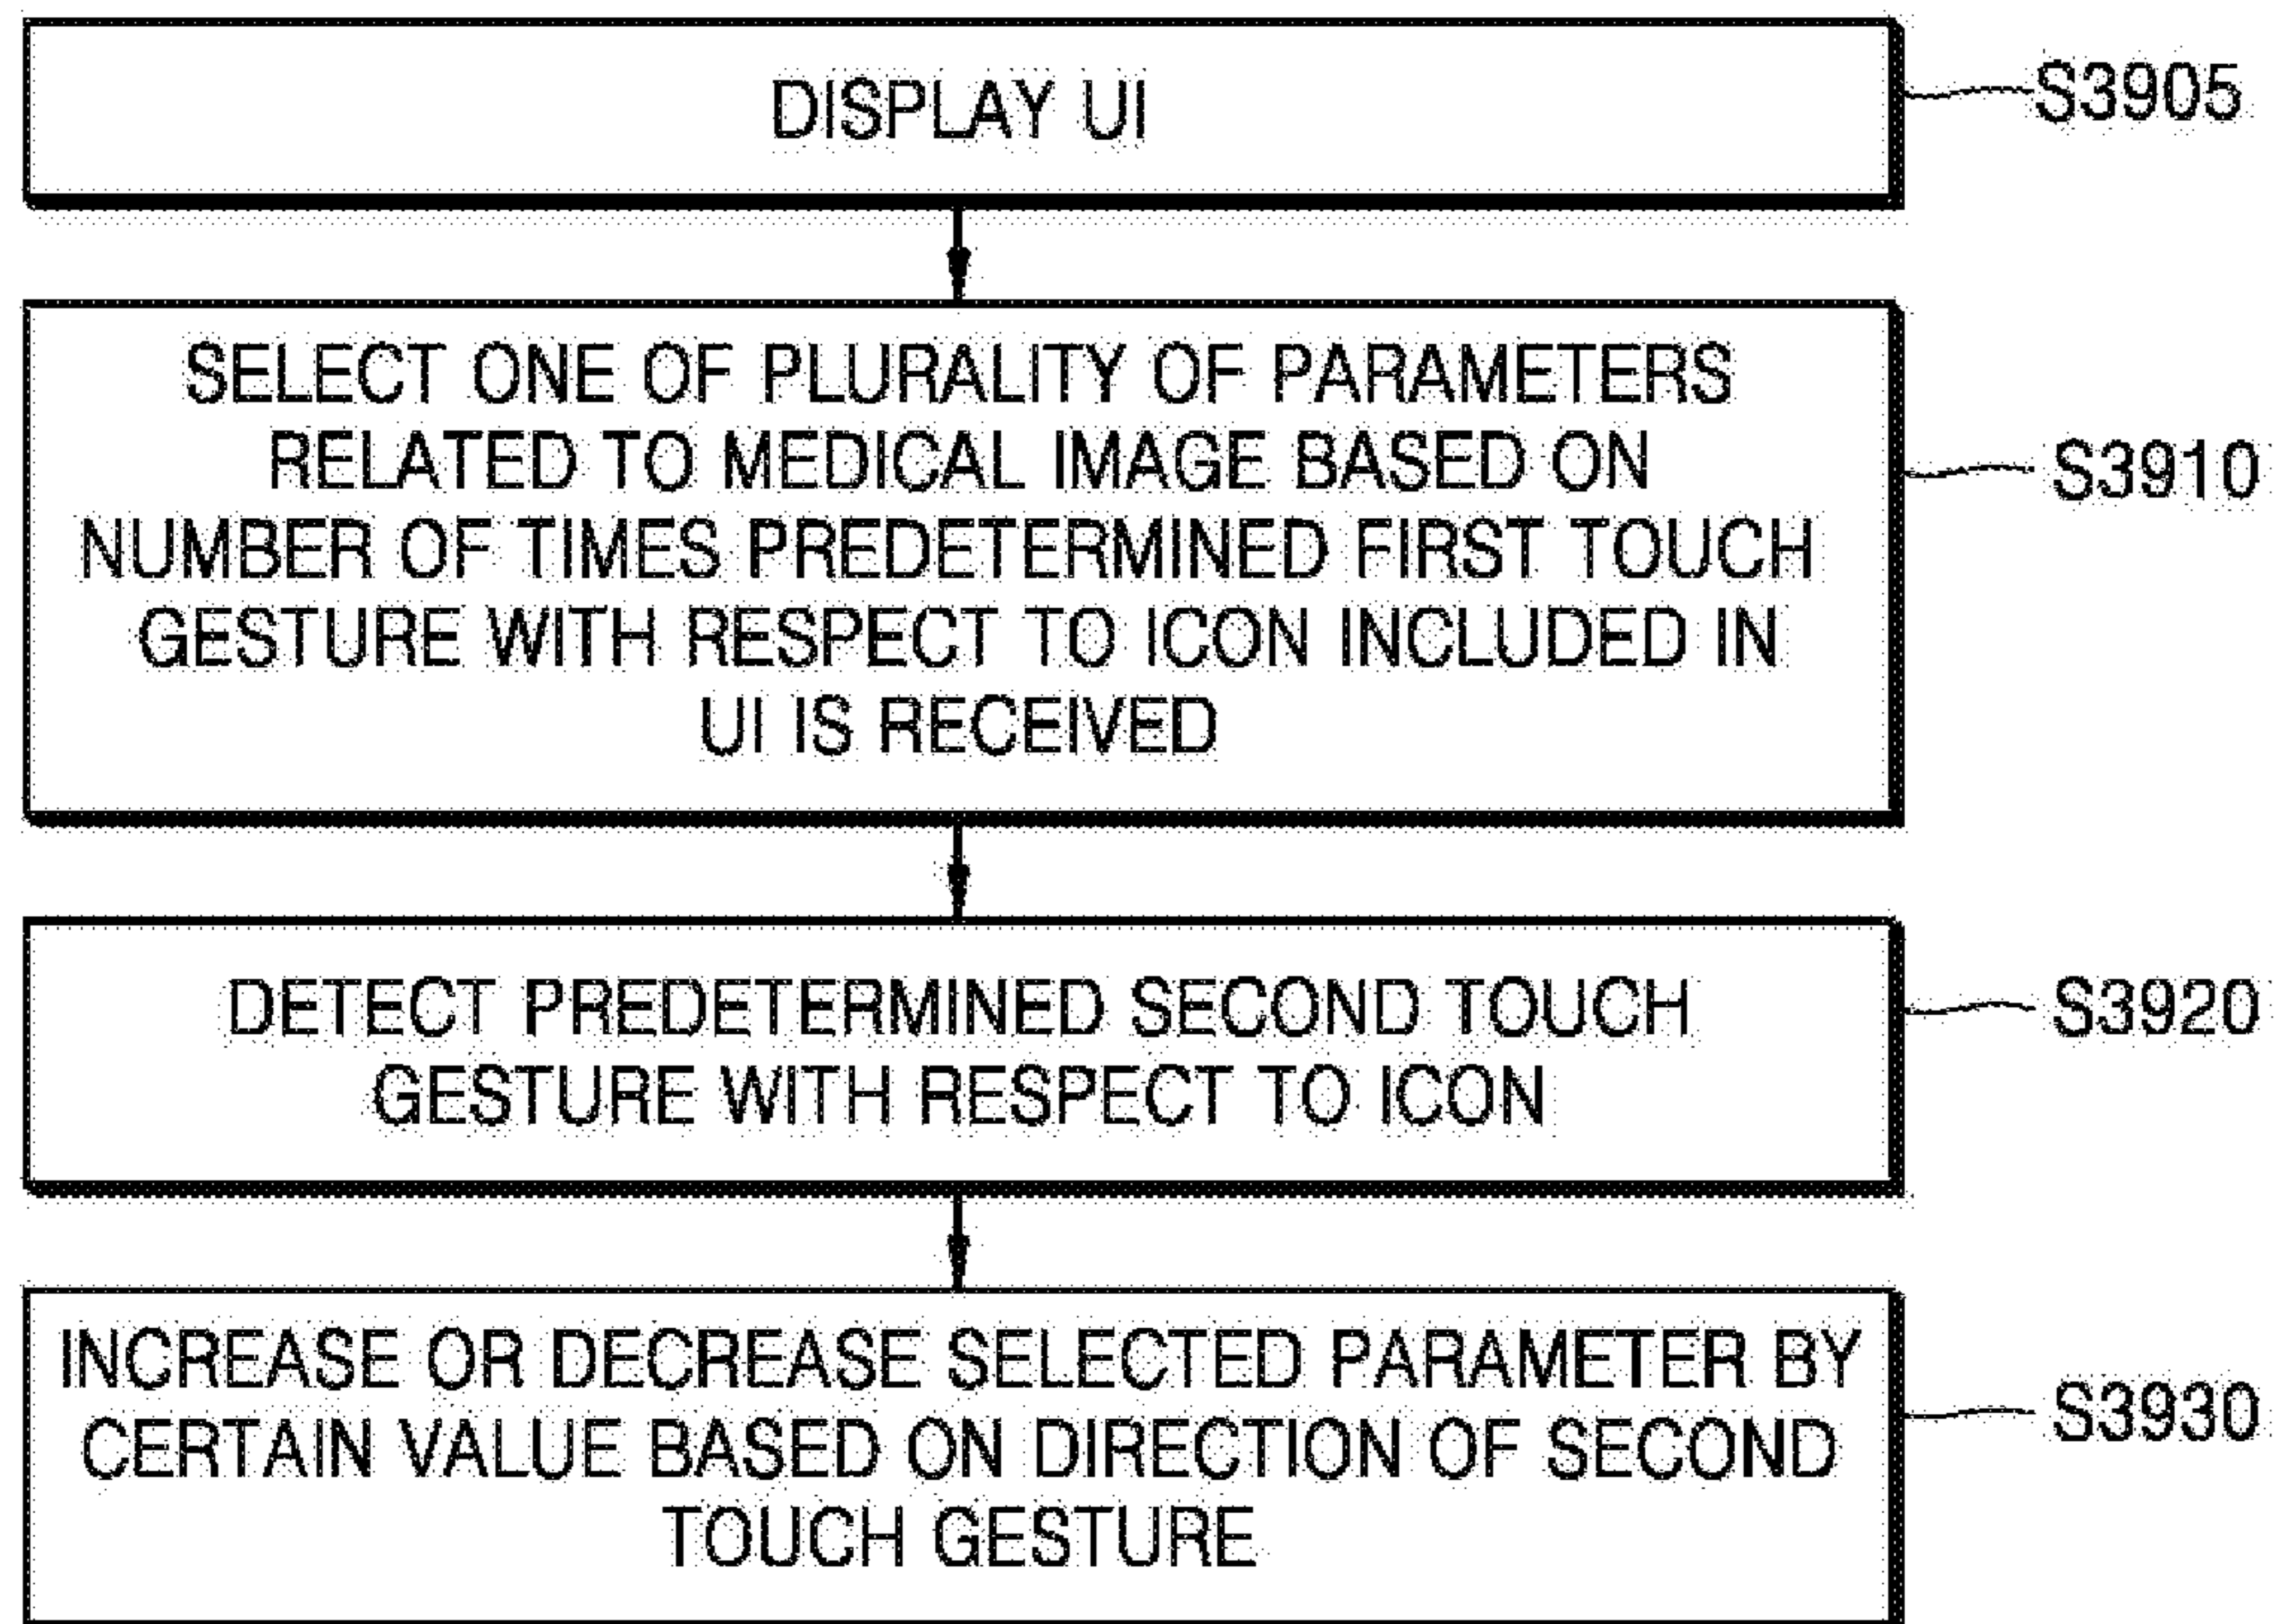 DISPLAY UI
S3905
SELECT ONE OF PLURALITY OF PARAMETERS
RELATED TO MEDICAL IMAGE BASED ON
NUMBER OF TIMES PREDETERMINED FIRST TOUCH
GESTURE WITH RESPECT TO ICON INCLUDED IN
UI IS RECEIVED
S3910
DETECT PREDETERMINED SECOND TOUCH
GESTURE WITH RESPECT TO ICON
S3920
INCREASE OR DECREASE SELECTED PARAMETER BY
CERTAIN VALUE BASED ON DIRECTION OF SECOND
TOUCH GESTURE
S3930